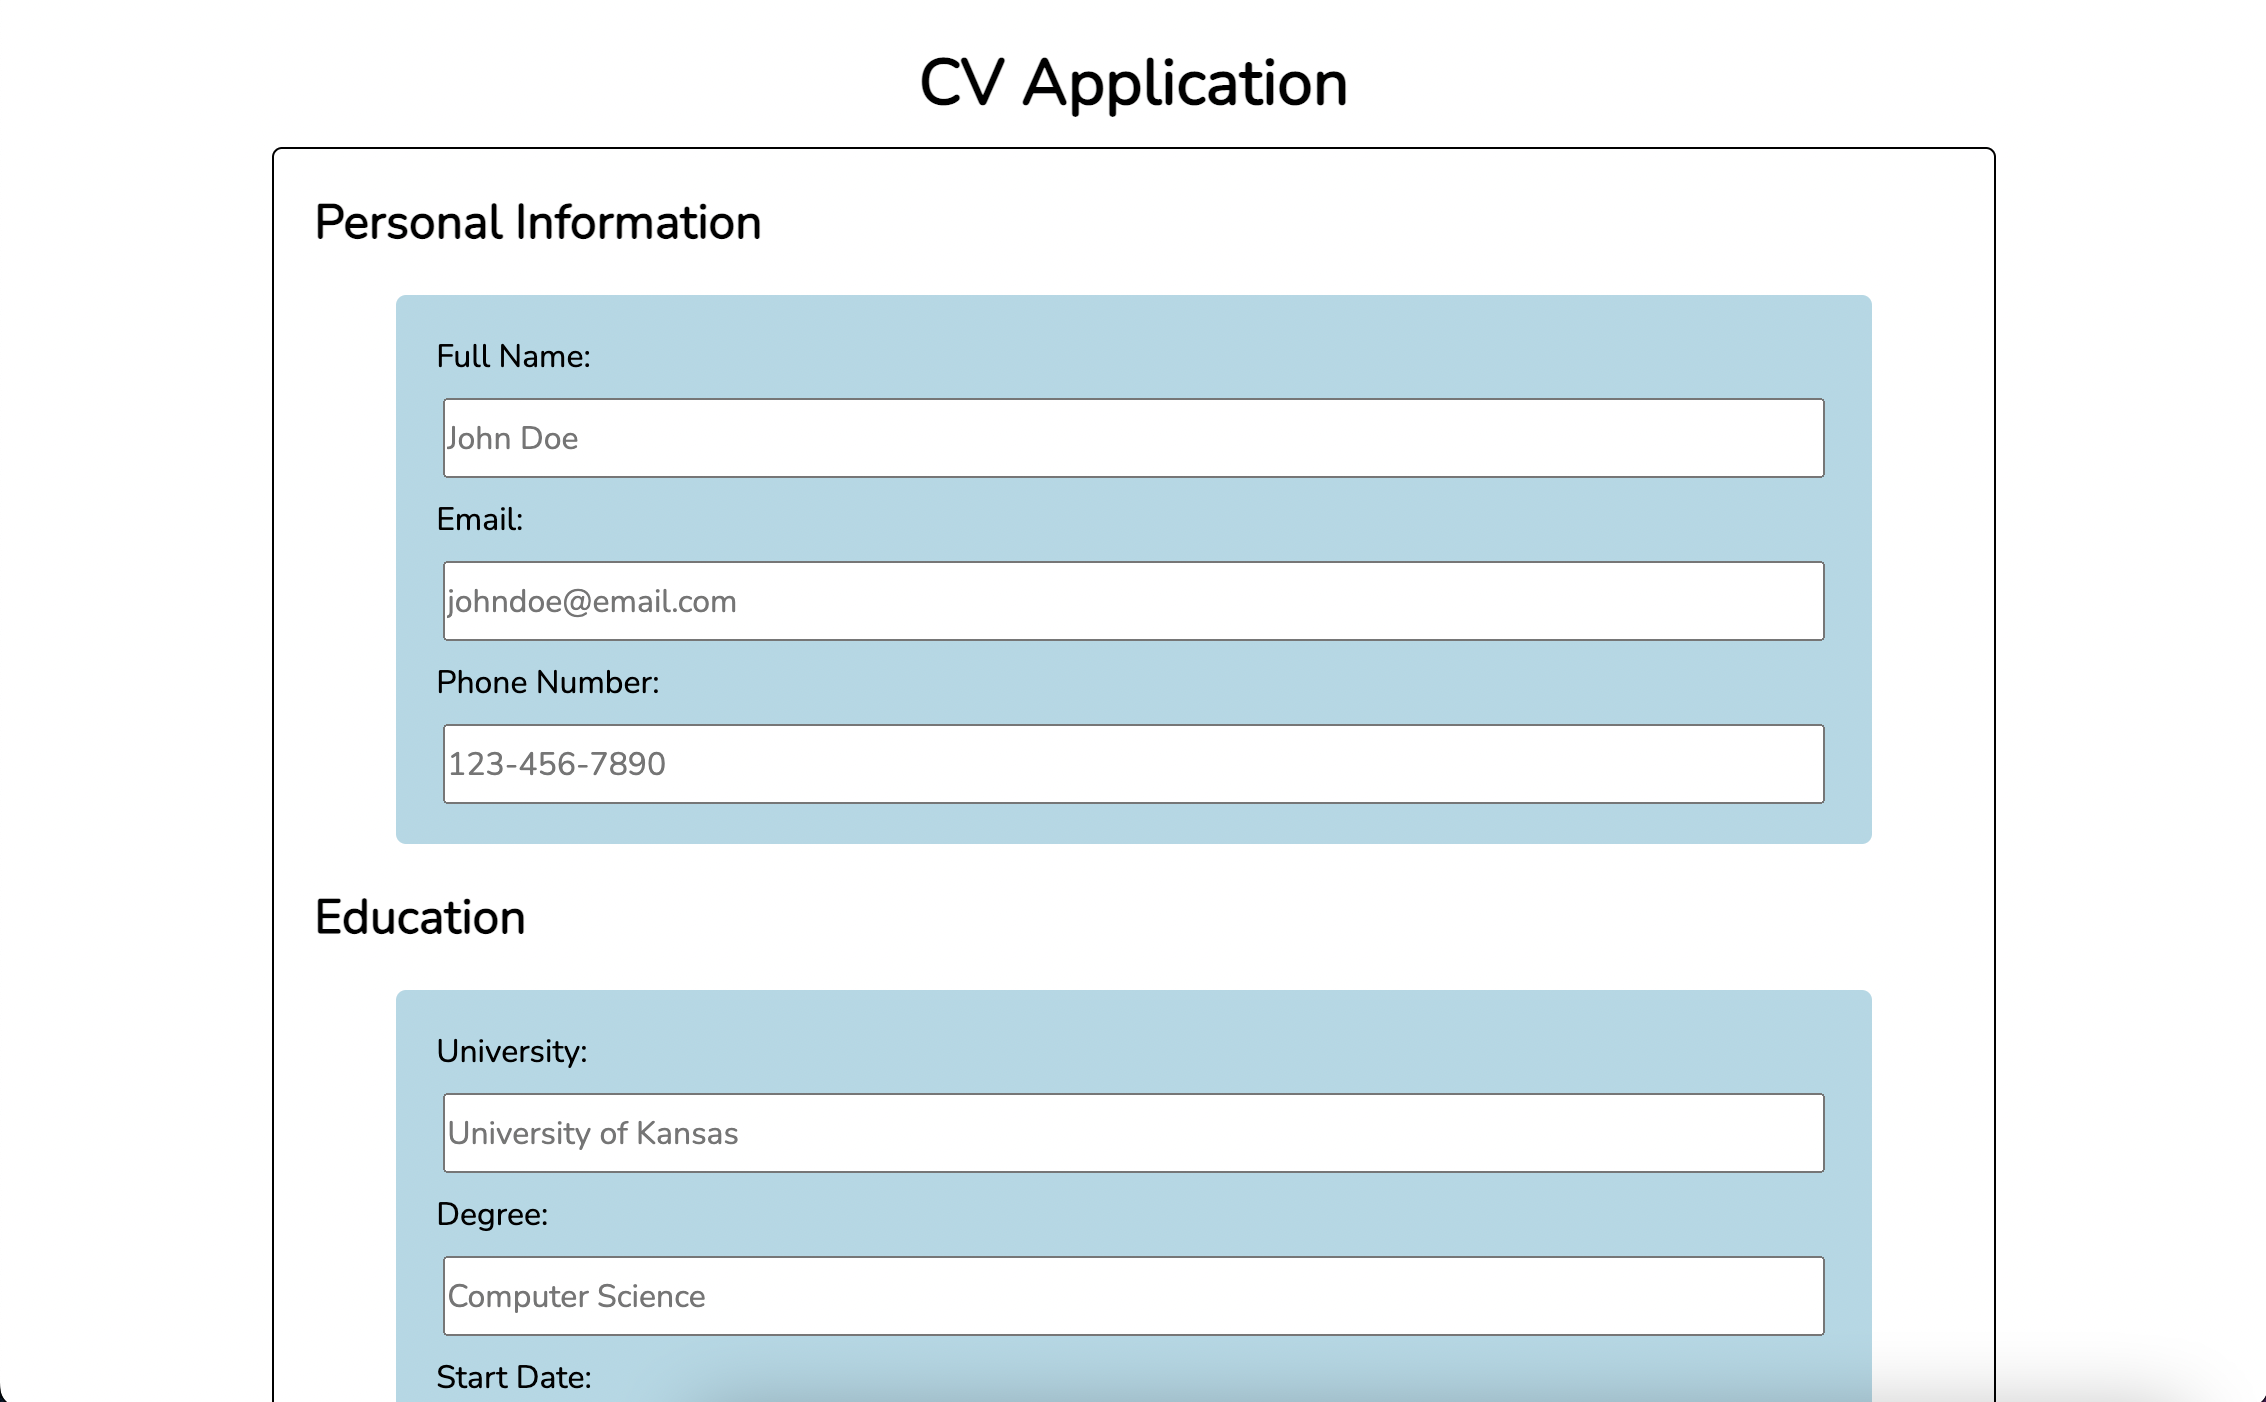 CV Application
Personal Information
Full Name:
John Doe
Email:
johndoe@email.com
Phone Number:
123-456-7890
Education
University:
University of Kansas
Degree:
Computer Science
Start Date: